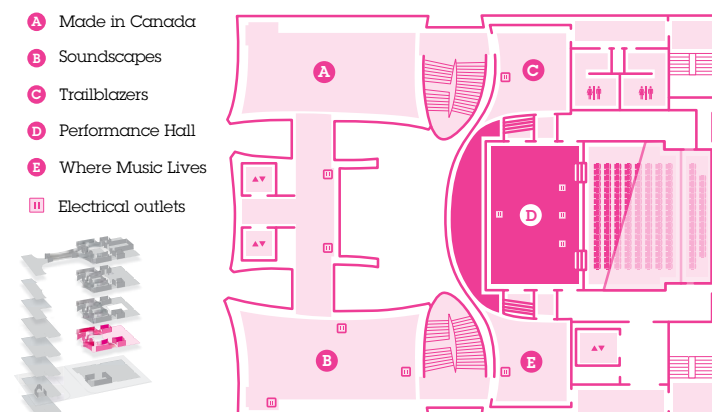 A Made in Canada
B Soundscapes
C Trailblazers
D Performance Hall
E Where Music Lives
Electrical outlets
A
C
D
B
E